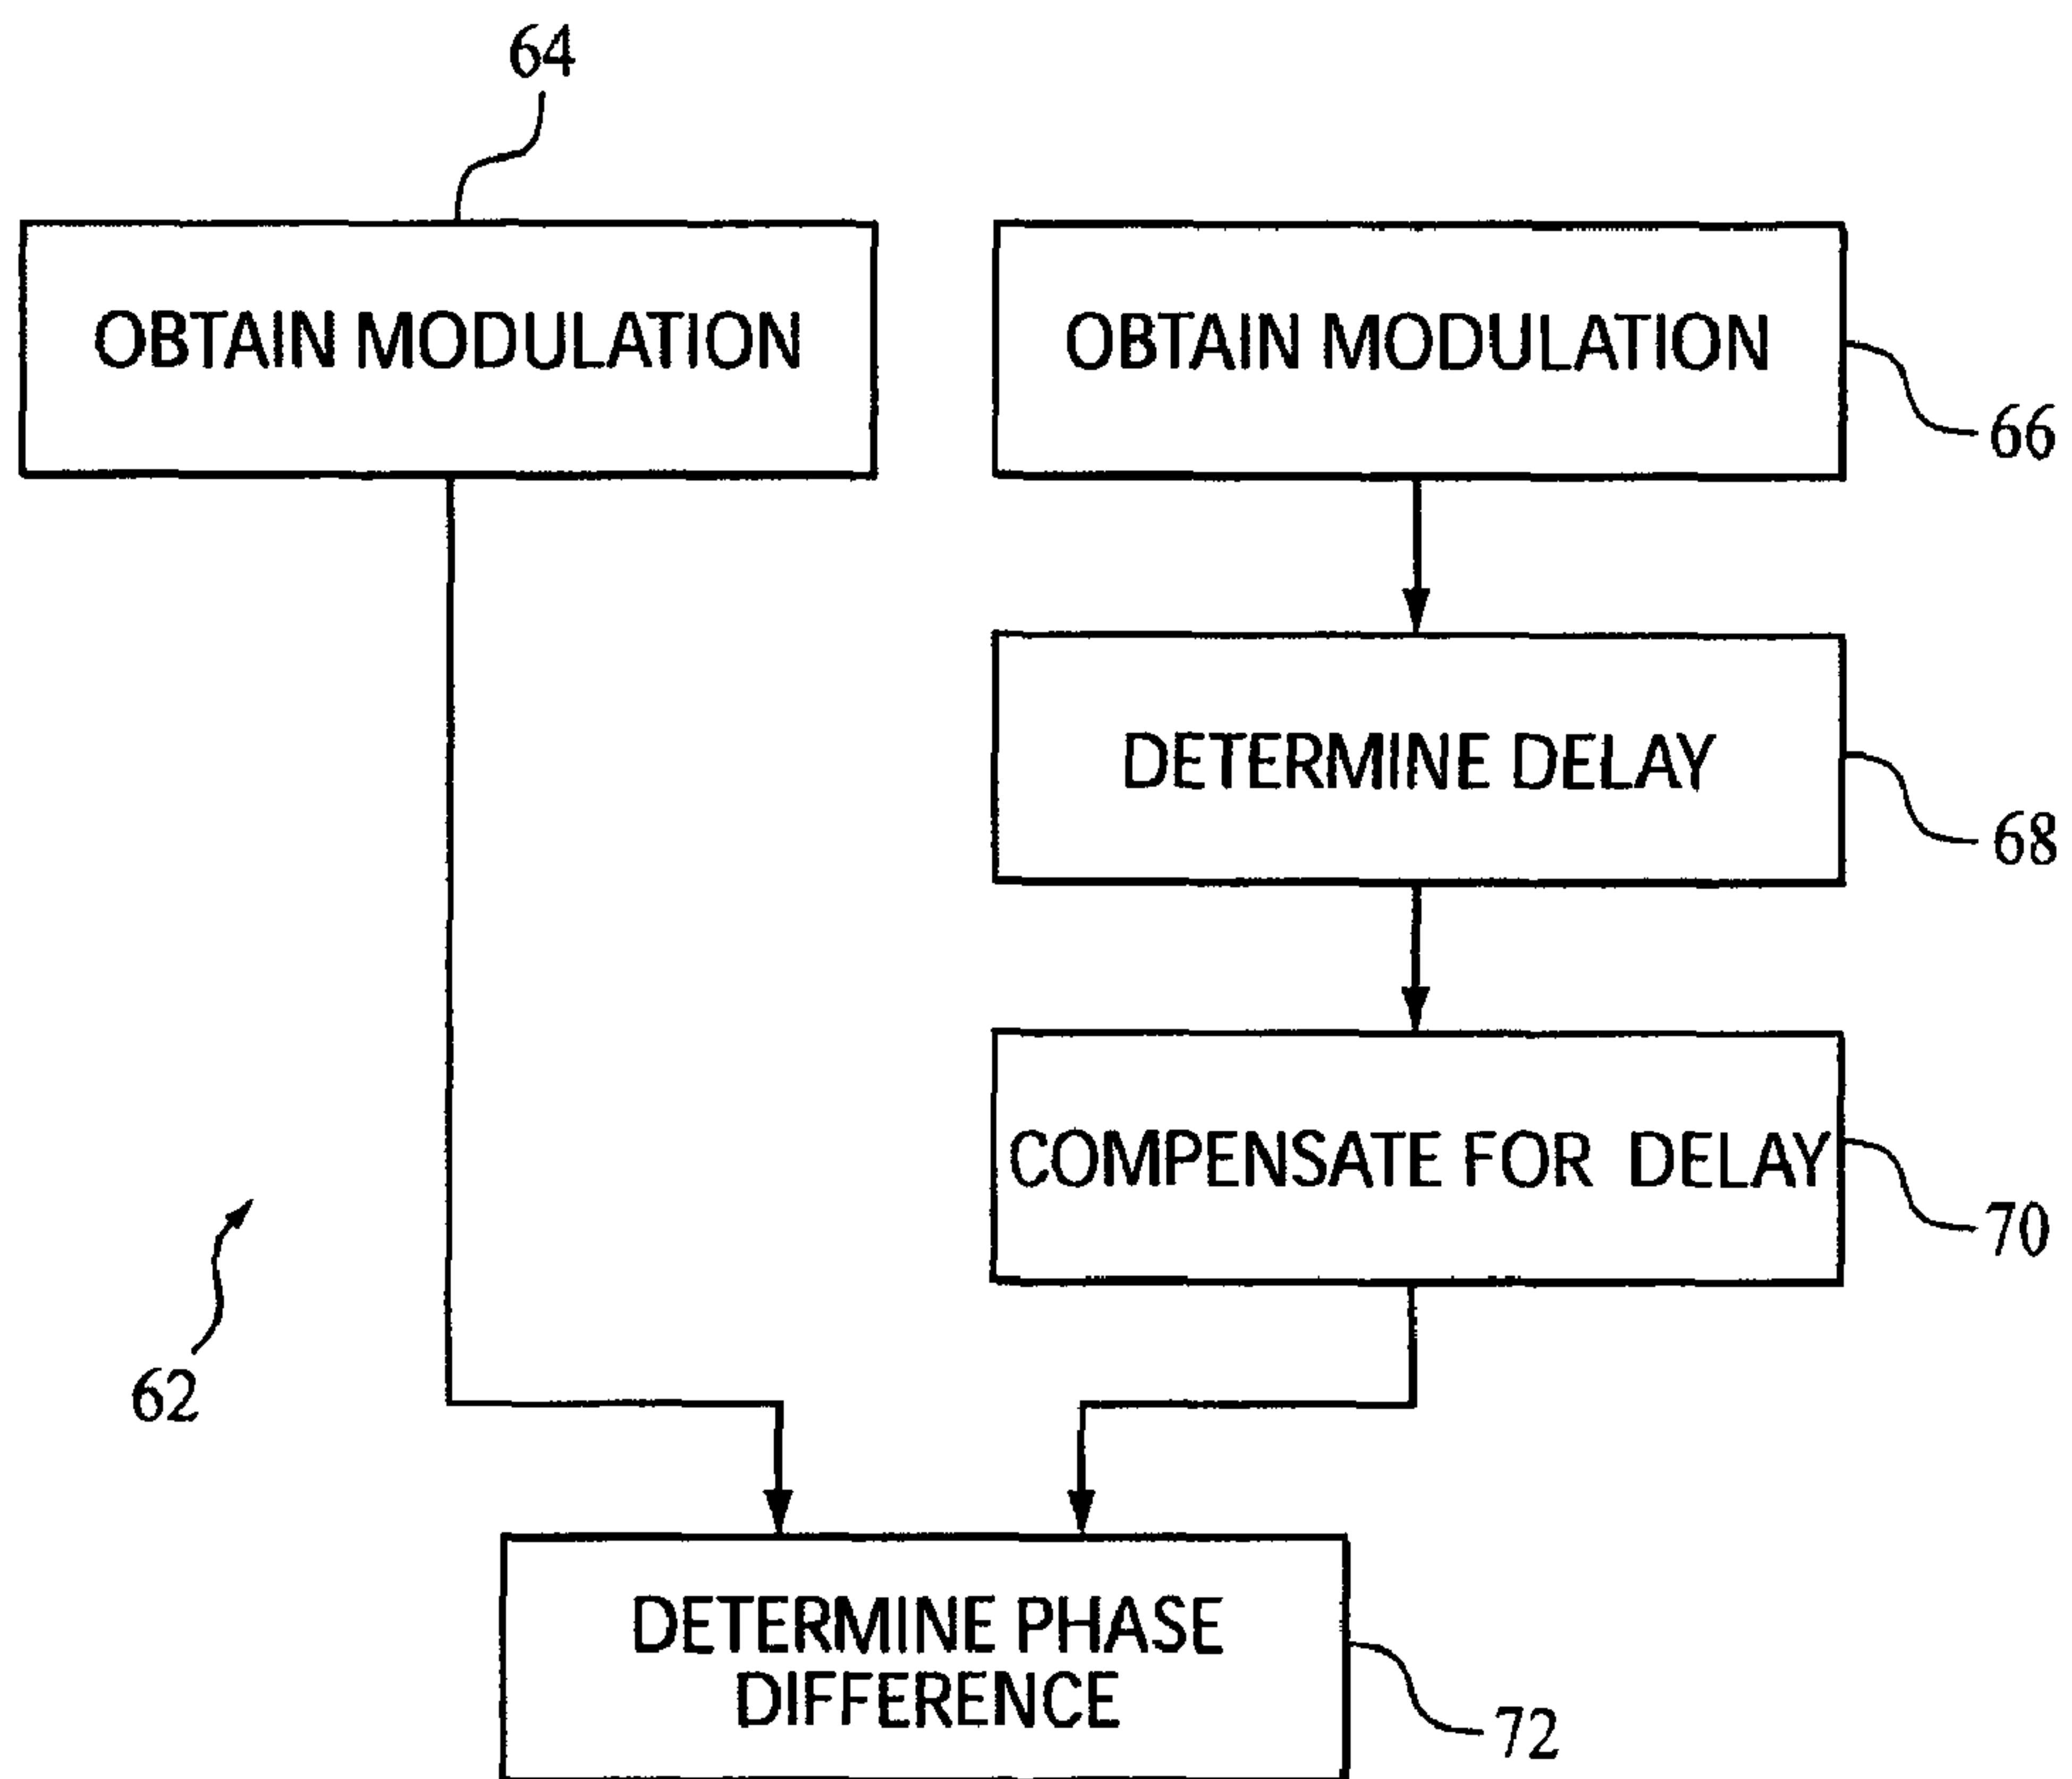 64
OBTAIN MODULATION
OBTAIN MODULATION
66
DETERMINE DELAY
68
COMPENSATE FOR DELAY
70
62
DETERMINE PHASE
DIFFERENCE
72